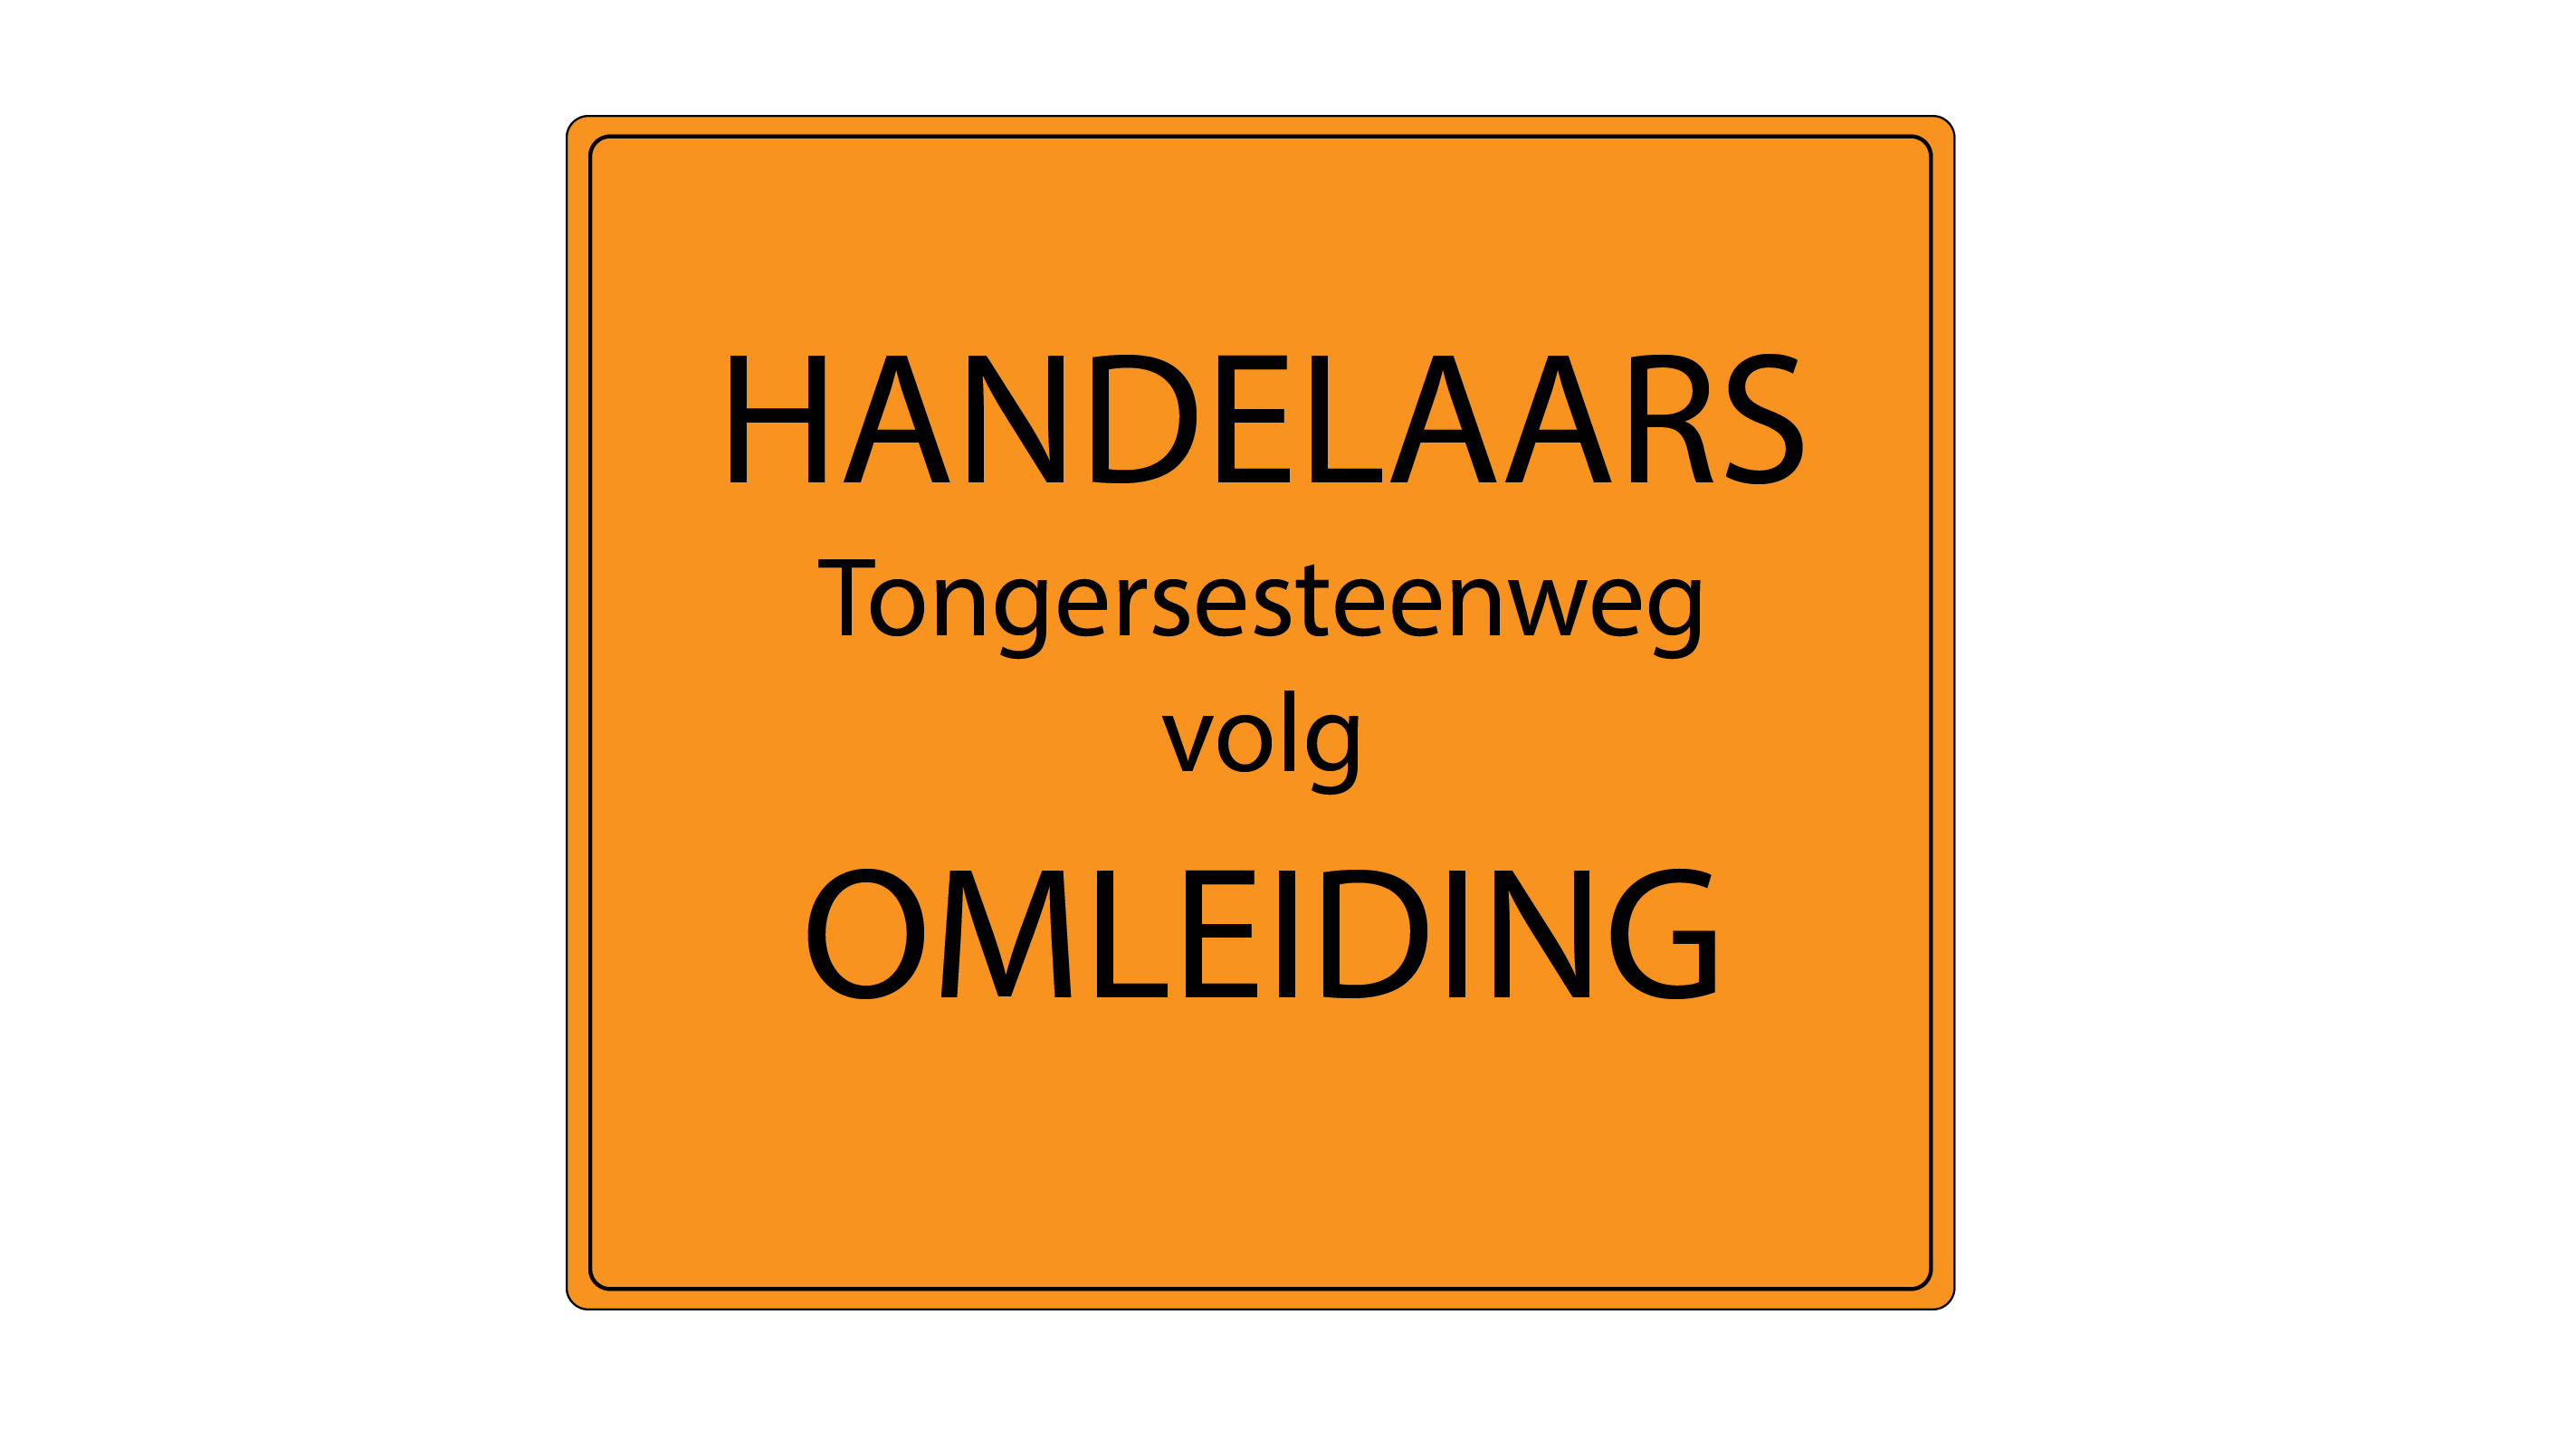 HANDELAARS
Tongersesteenweg
volg
OMLEIDING